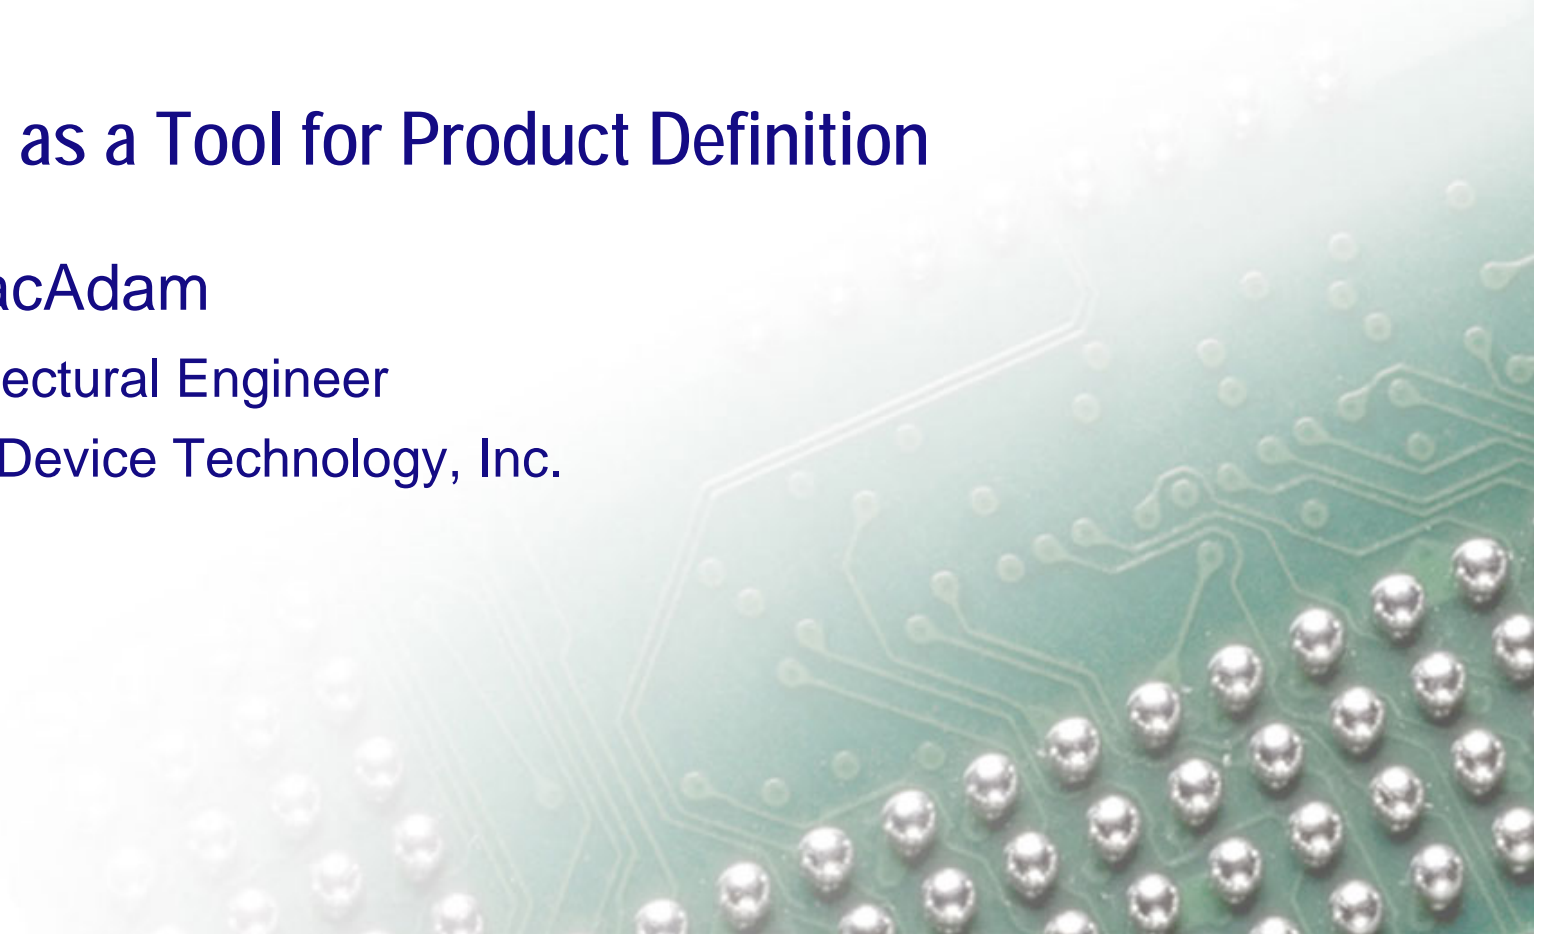 as a Tool for Product Definition
acAdam
ectural Engineer
Device Technology, Inc.